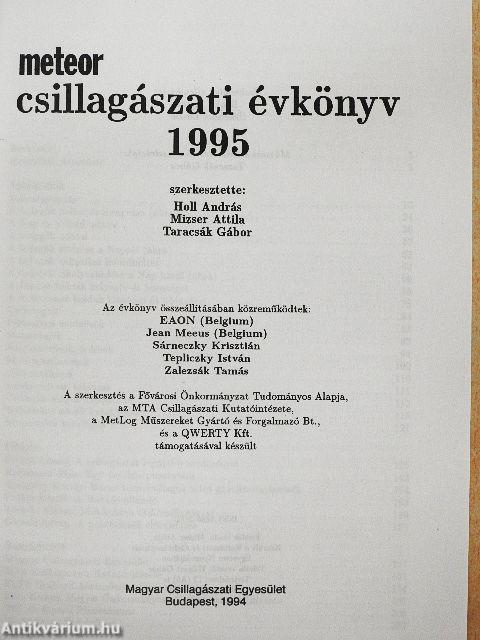 meteor
csillagászati évkönyv
1995
szerkesztette:
Holl András
Mizser Attila
Taracsák Gábor
Az évkönyv összeállításában közreműködtek:
EAON (Belgium)
Jean Meeus (Belgium)
Sárneczky Krisztián
Tepliczky István
Zalezsák Tamás
A szerkesztés a Fővárosi Önkormányzat Tudományos Alapja,
az MTA Csillagászati Kutatóintézete,
a MetLog Műszereket Gyártó és Forgalmazó Bt.,
és a QWERTY Kft.
támogatásával készült
Magyar Csillagászati Egyesület
Budapest, 1994
Antikvárium.hu